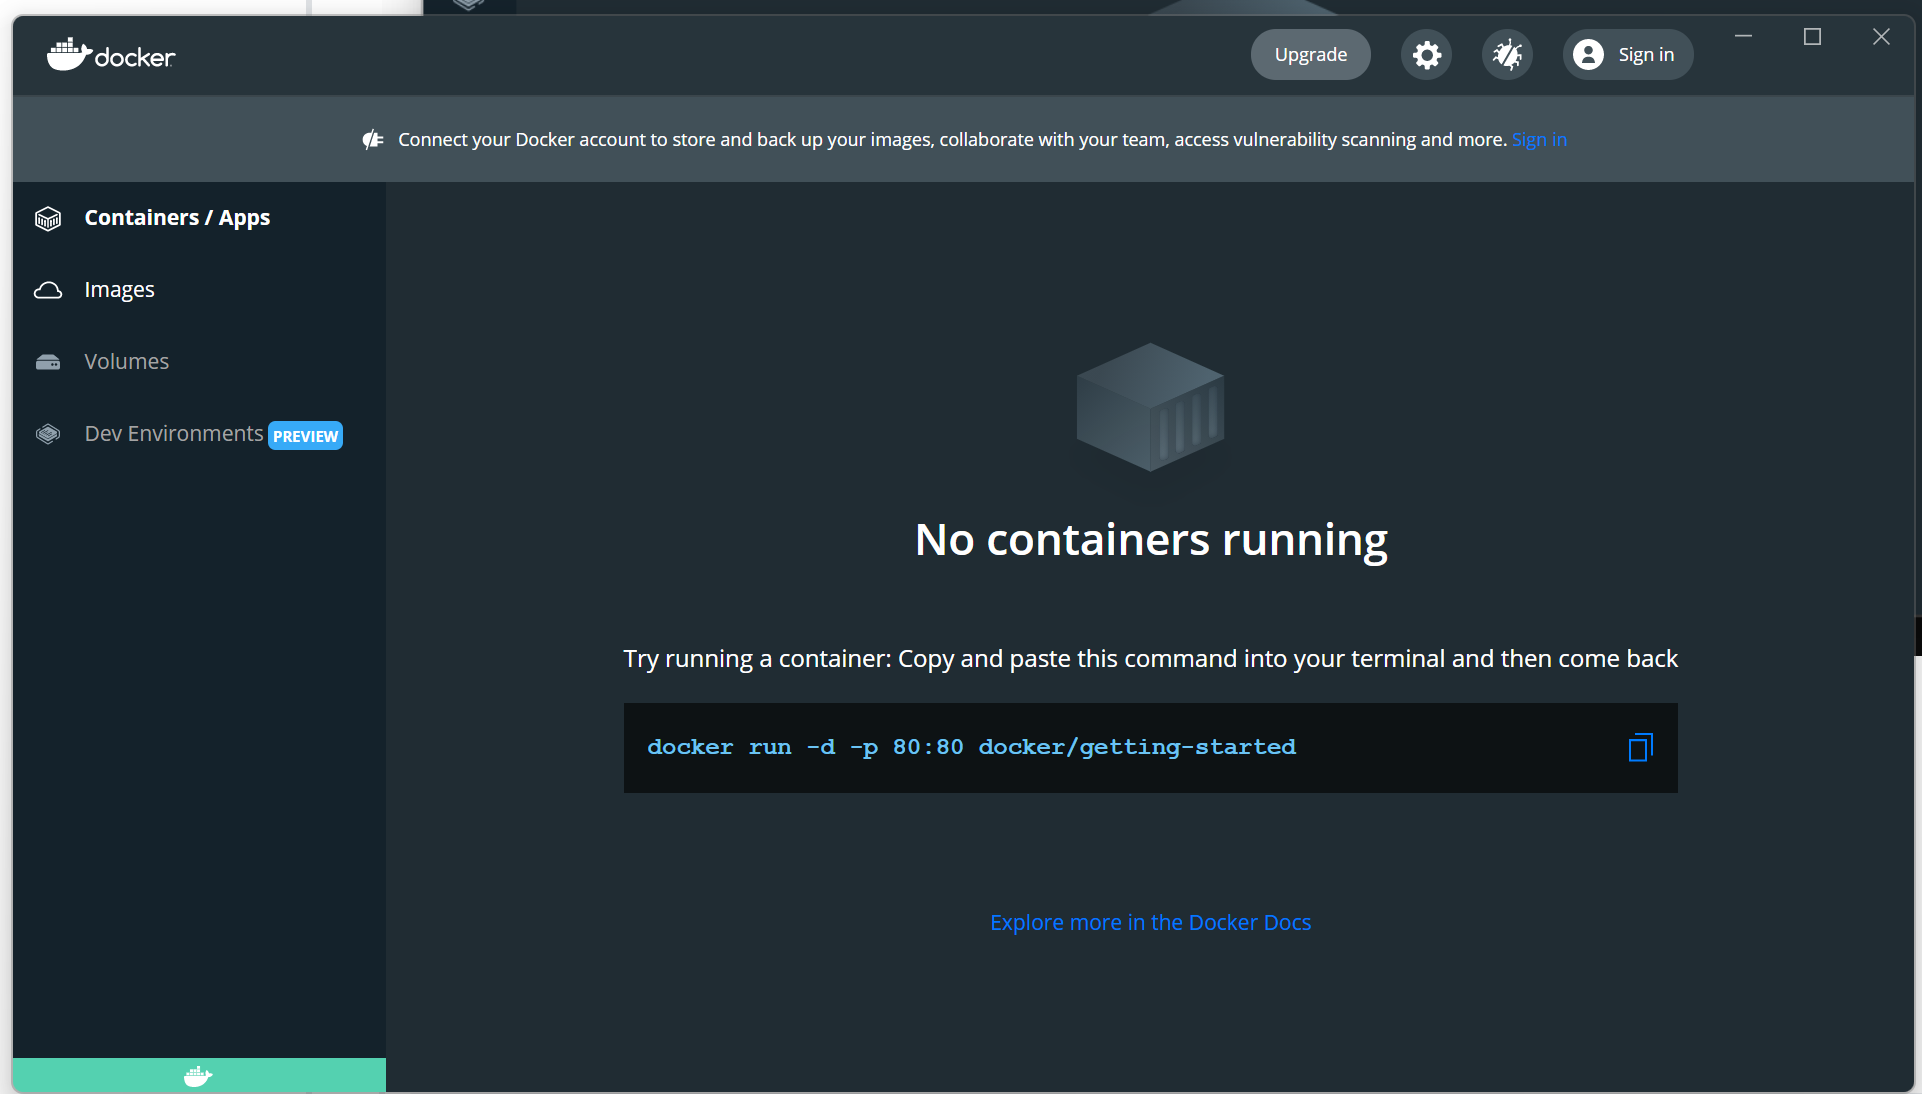 docker
Upgrade
Sign in
Connect your Docker account to store and back up your images, collaborate with your team, access vulnerability scanning and more. Sign in
Containers / Apps
Images
Volumes
Dev Environments PREVIEW
No containers running
Try running a container: Copy and paste this command into your terminal and then come back
docker run -d -p 80:80 docker/getting-started
Explore more in the Docker Docs